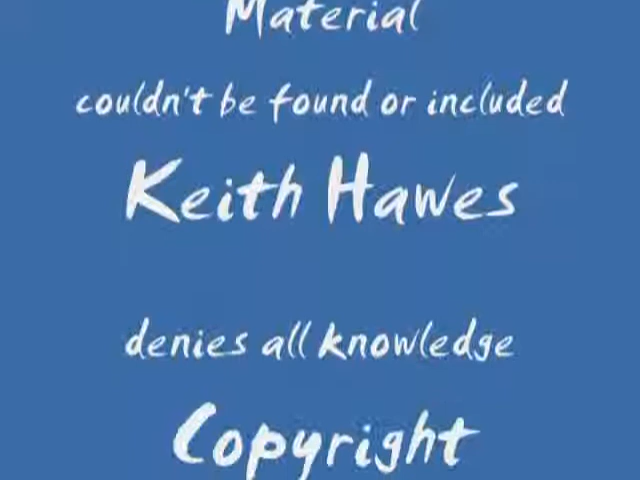 Material
couldn't be found or included
Keith Hawes
denies all knowledge
Copyright